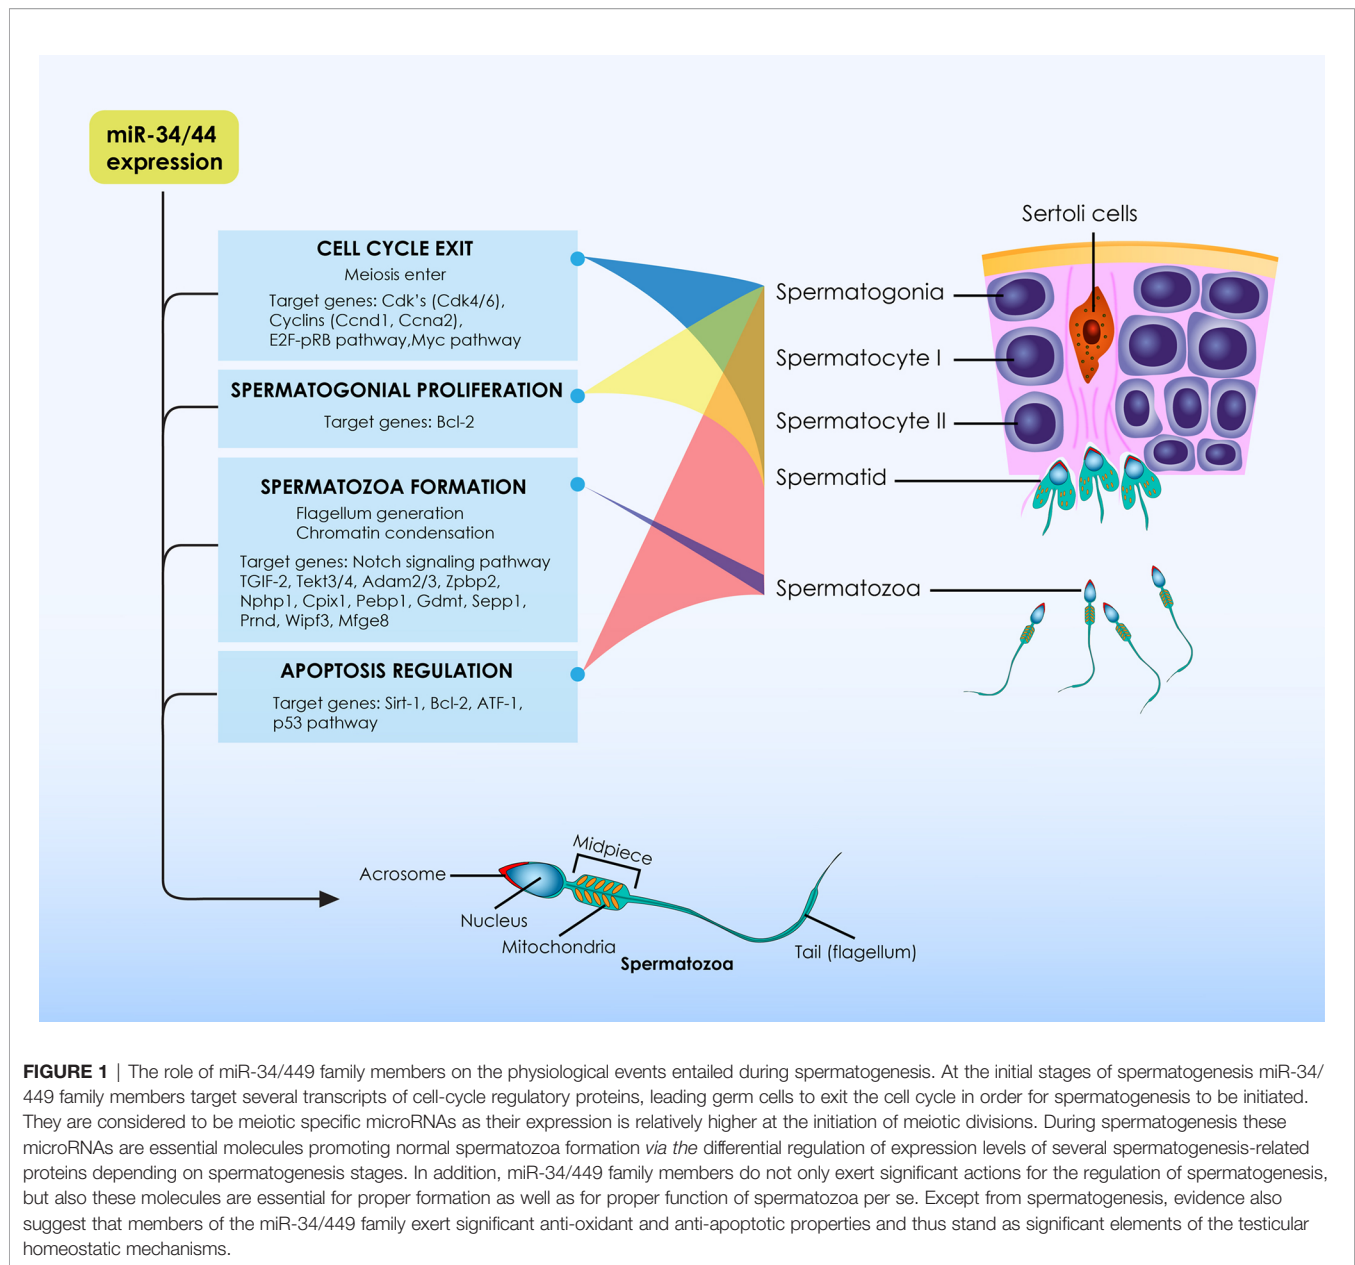 miR-34/44
expression
CELL CYCLE EXIT
Meiosis enter
Target genes: Cdk's (Cdk4/6),
Cyclins (Ccnd1, Ccna2),
E2F-pRB pathway,Myc pathway
SPERMATOGONIAL PROLIFERATION
Target genes: Bcl-2
SPERMATOZOA FORMATION
Flagellum generation
Chromatin condensation
Target genes: Notch signaling pathway
TGIF-2, Tekt3/4, Adam2/3, Zpbp2,
Nphp1, Cpix1, Pebp1, Gdmt, Sepp1,
Prnd, Wipf3, Mfge8
APOPTOSIS REGULATION
Target genes: Sirt-1, Bcl-2, ATF-1,
p53 pathway
Sertoli cells
Spermatogonia
Spermatocyte I
Spermatocyte II
Spermatid
Spermatozoa
Midpiece
Acrosome
Nucleus
Mitochondria
Spermatozoa
Tail (flagellum)
FIGURE 1 | The role of miR-34/449 family members on the physiological events entailed during spermatogenesis. At the initial stages of spermatogenesis miR-34/
449 family members target several transcripts of cell-cycle regulatory proteins, leading germ cells to exit the cell cycle in order for spermatogenesis to be initiated.
They are considered to be meiotic specific microRNAs as their expression is relatively higher at the initiation of meiotic divisions. During spermatogenesis these
microRNAs are essential molecules promoting normal spermatozoa formation via the differential regulation of expression levels of several spermatogenesis-related
proteins depending on spermatogenesis stages. In addition, miR-34/449 family members do not only exert significant actions for the regulation of spermatogenesis,
but also these molecules are essential for proper formation as well as for proper function of spermatozoa per se. Except from spermatogenesis, evidence also
suggest that members of the miR-34/449 family exert significant anti-oxidant and anti-apoptotic properties and thus stand as significant elements of the testicular
homeostatic mechanisms.